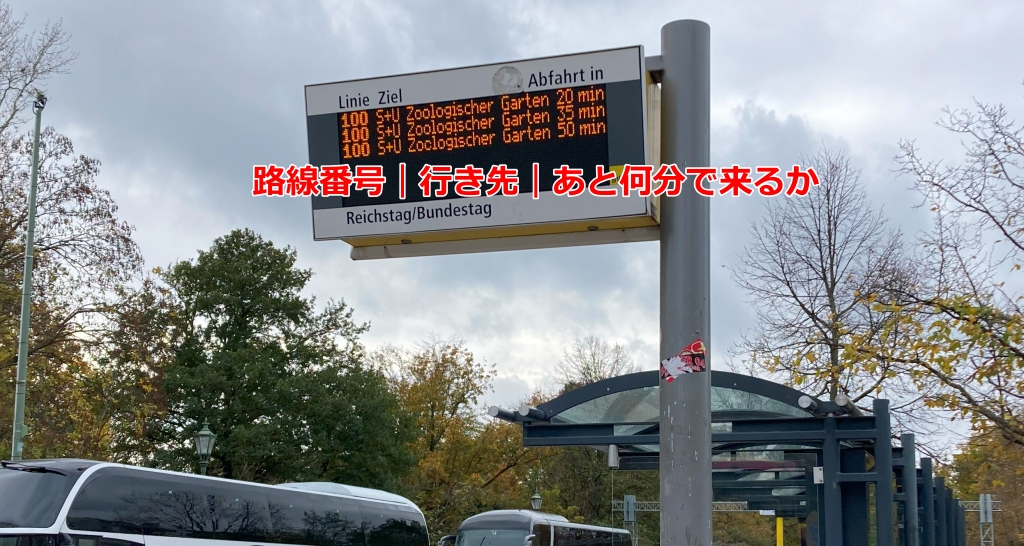 Linie Ziel Abfahrt in
100 S+U Zoologischer Garten 20 min
100 S+U Zoologischer Garten 35 min
100 S+U Zoologischer Garten 50 min
路線番号｜行き先｜あと何分で来るか
Reichstag/Bundestag